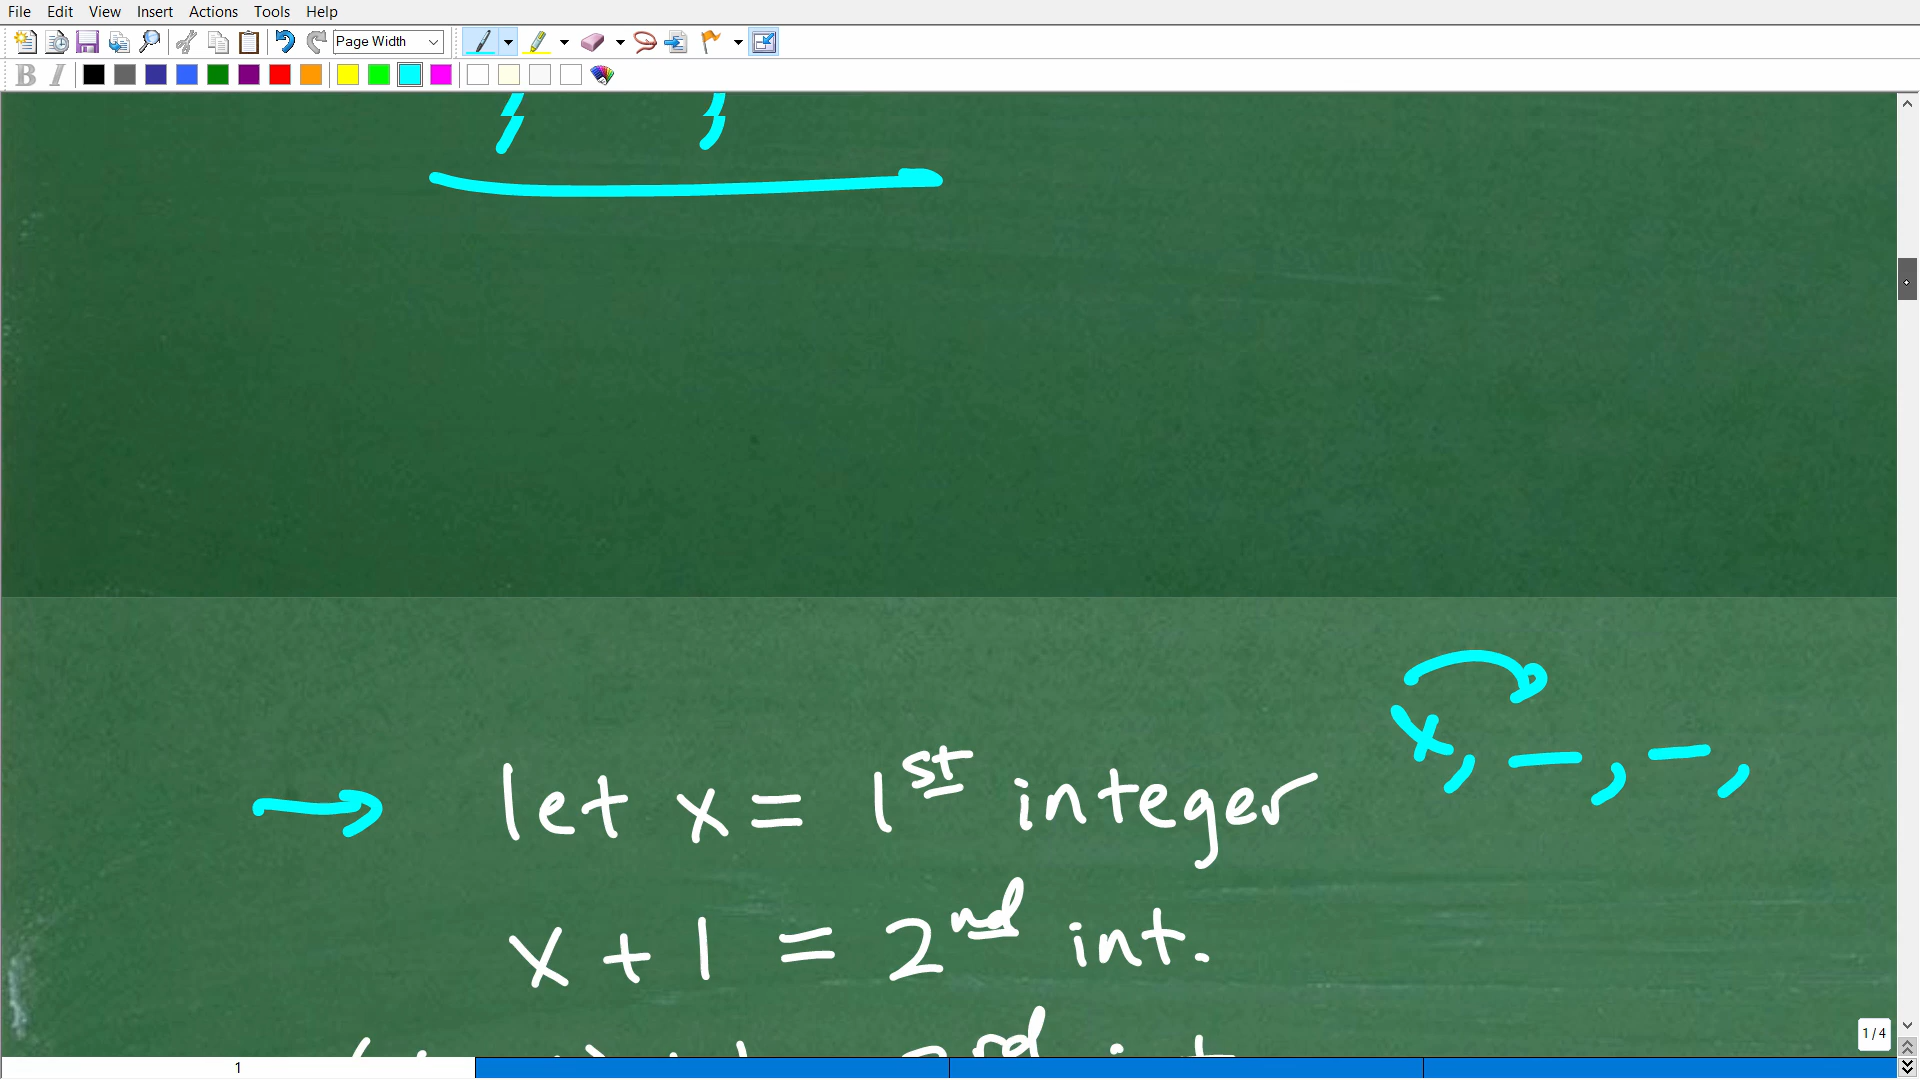 File Edit View Insert Actions Tools Help
Page Width
B I
x, _, _,
let x = 1st integer
x + 1 = 2nd int.
1 / 4
1